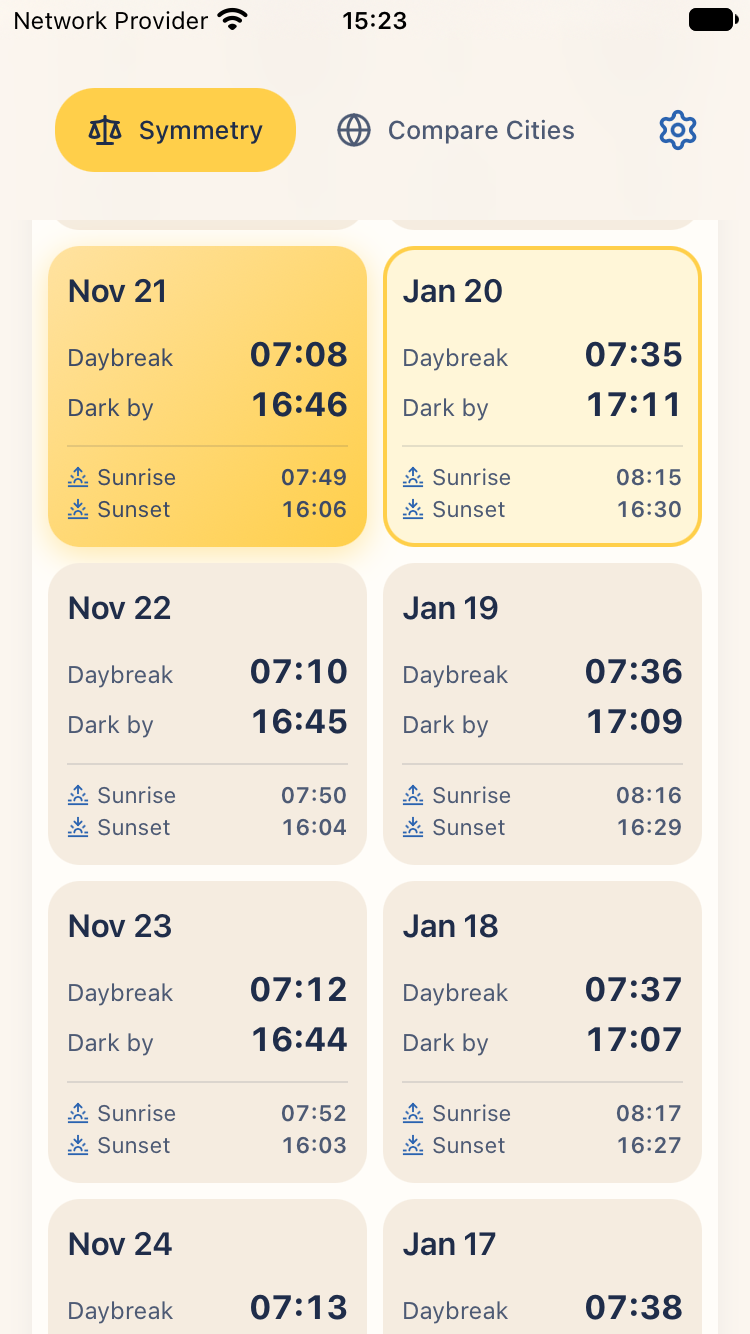 Network Provider 15:23
Symmetry Compare Cities
Nov 21
Daybreak 07:08
Dark by 16:46
Sunrise 07:49
Sunset 16:06
Jan 20
Daybreak 07:35
Dark by 17:11
Sunrise 08:15
Sunset 16:30
Nov 22
Daybreak 07:10
Dark by 16:45
Sunrise 07:50
Sunset 16:04
Jan 19
Daybreak 07:36
Dark by 17:09
Sunrise 08:16
Sunset 16:29
Nov 23
Daybreak 07:12
Dark by 16:44
Sunrise 07:52
Sunset 16:03
Jan 18
Daybreak 07:37
Dark by 17:07
Sunrise 08:17
Sunset 16:27
Nov 24
Daybreak 07:13
Jan 17
Daybreak 07:38